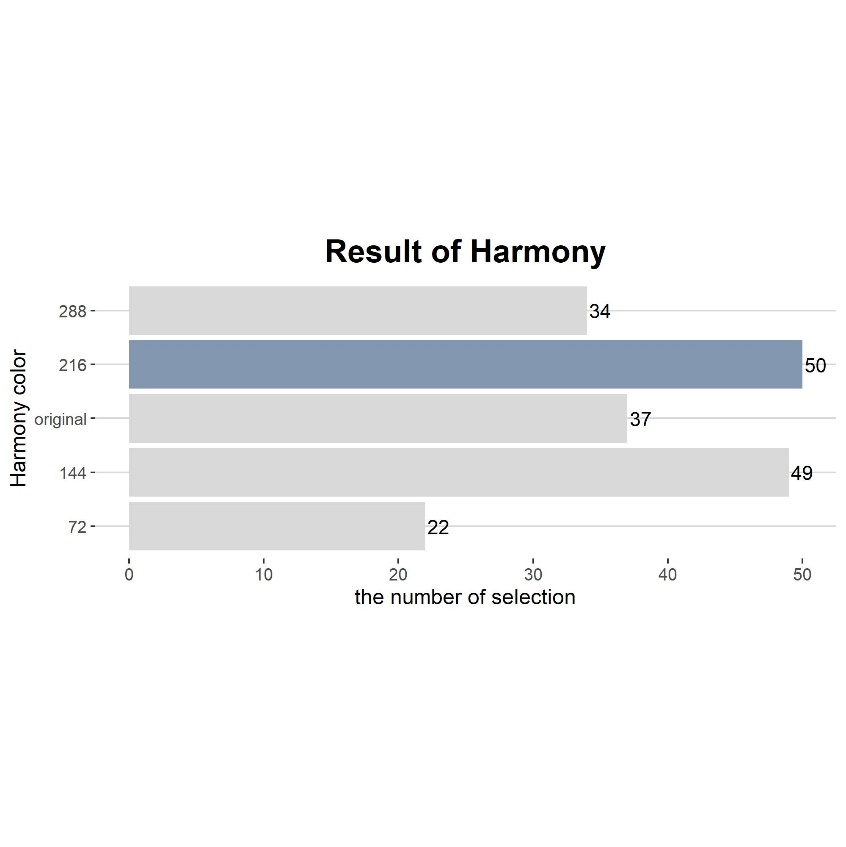 Result of Harmony
Harmony color
288
34
216
50
original
37
144
49
72
22
0 10 20 30 40 50
the number of selection